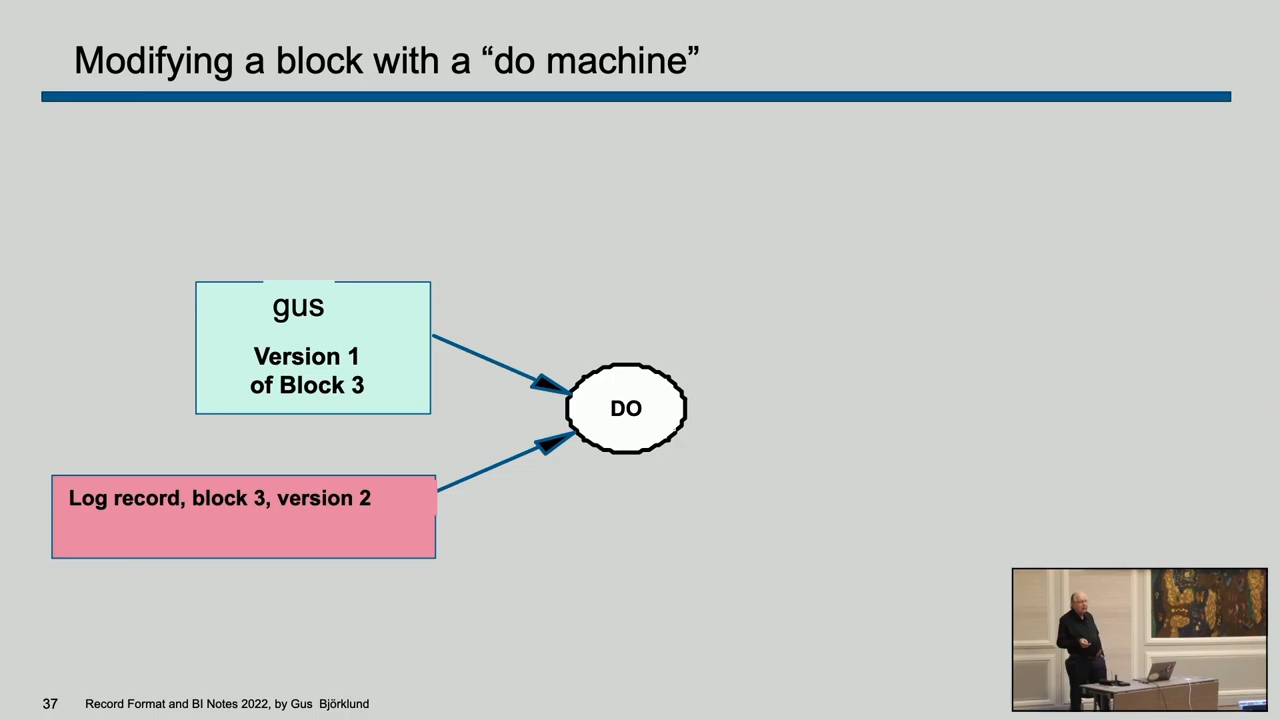 Modifying a block with a “do machine”
gus
Version 1
of Block 3
DO
Log record, block 3, version 2
37 Record Format and BI Notes 2022, by Gus Björklund